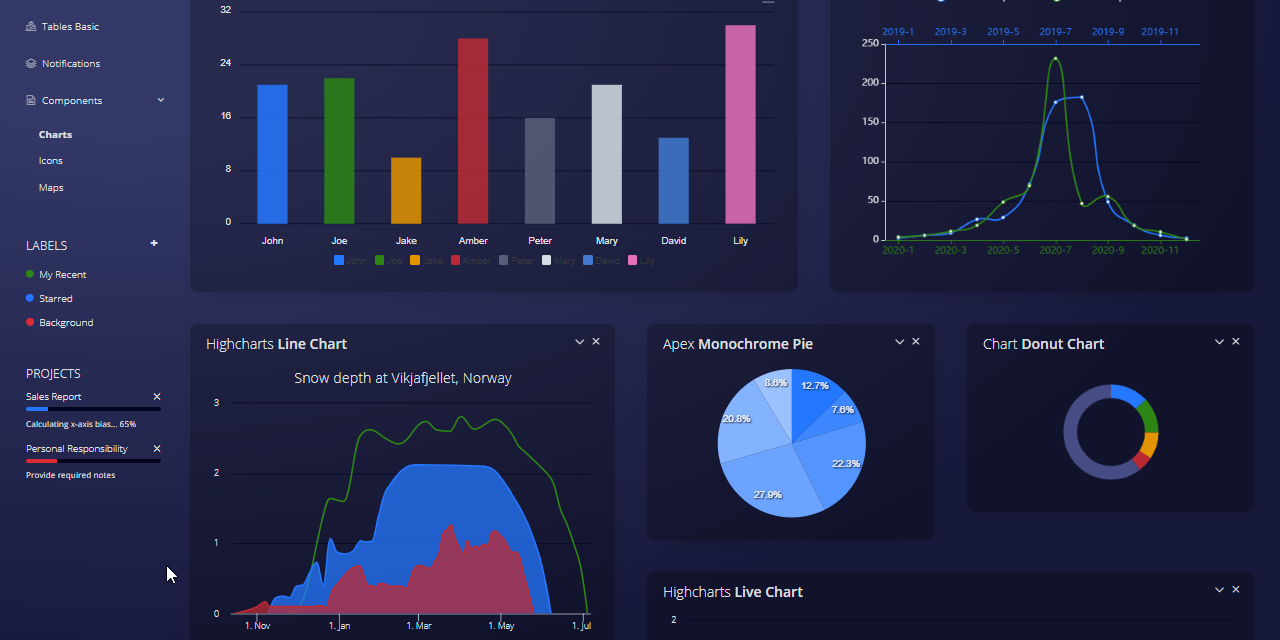 Tables Basic
Notifications
Components
Charts
Icons
Maps
LABELS +
My Recent
Starred
Background
PROJECTS
Sales Report
Calculating x-axis bias... 65%
Personal Responsibility
Provide required notes
32
24
16
8
0
John Joe Jake Amber Peter Mary David Lily
John Joe Jake Amber Peter Mary David Lily
2019-1 2019-3 2019-5 2019-7 2019-9 2019-11
250
200
150
100
50
0
2020-1 2020-3 2020-5 2020-7 2020-9 2020-11
Highcharts Line Chart
Snow depth at Vikjafjellet, Norway
3
2
1
0
1. Nov 1. Jan 1. Mar 1. May 1. Jul
Apex Monochrome Pie
8.6% 12.7%
7.6%
20.8%
22.3%
27.9%
Chart Donut Chart
Highcharts Live Chart
2